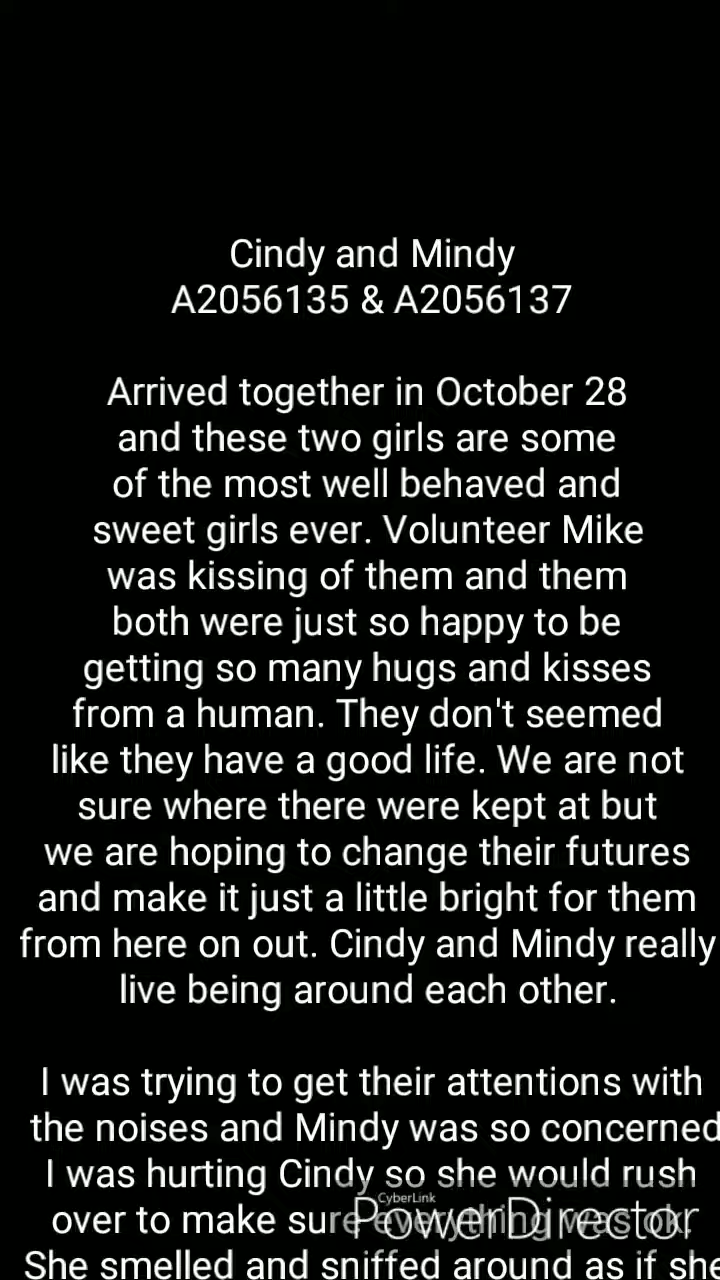 Cindy and Mindy
A2056135 & A2056137
Arrived together in October 28
and these two girls are some
of the most well behaved and
sweet girls ever. Volunteer Mike
was kissing of them and them
both were just so happy to be
getting so many hugs and kisses
from a human. They don't seemed
like they have a good life. We are not
sure where there were kept at but
we are hoping to change their futures
and make it just a little bright for them
from here on out. Cindy and Mindy really
live being around each other.
I was trying to get their attentions with
the noises and Mindy was so concerned
I was hurting Cindy so she would rush
over to make sure everything was ok.
CyberLink
PowerDirector
She smelled and sniffed around as if she